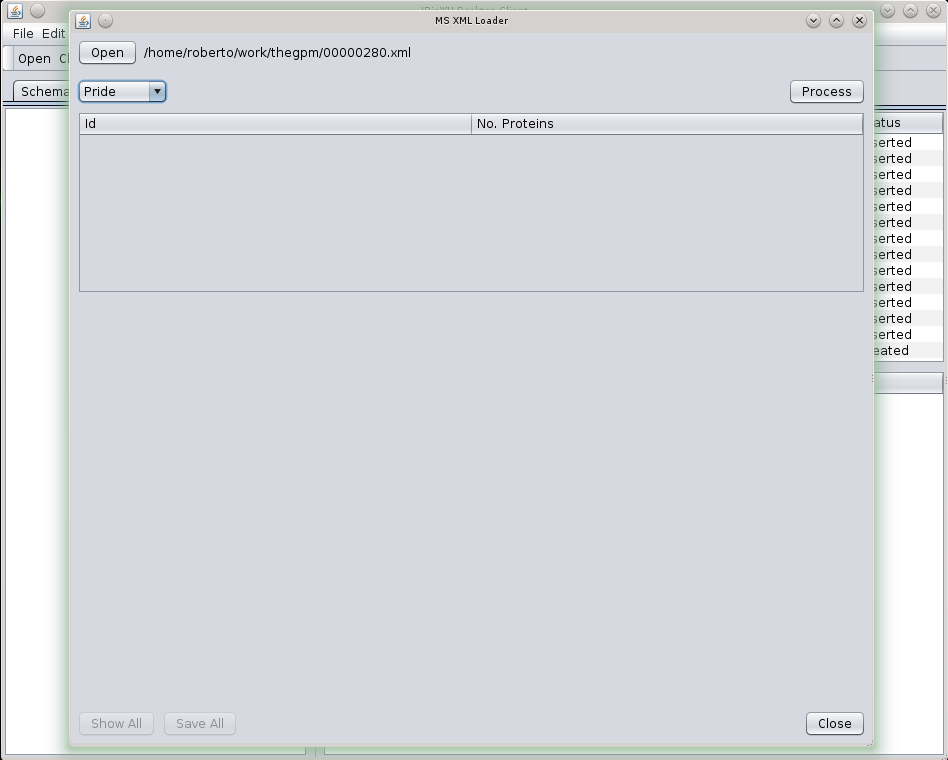 MS XML Loader
File Edit
Open /home/roberto/work/thegpm/00000280.xml
Open
Schema
Pride Process
Id No. Proteins
atus
serted
serted
serted
serted
serted
serted
serted
serted
serted
serted
serted
serted
serted
eated
Show All Save All Close